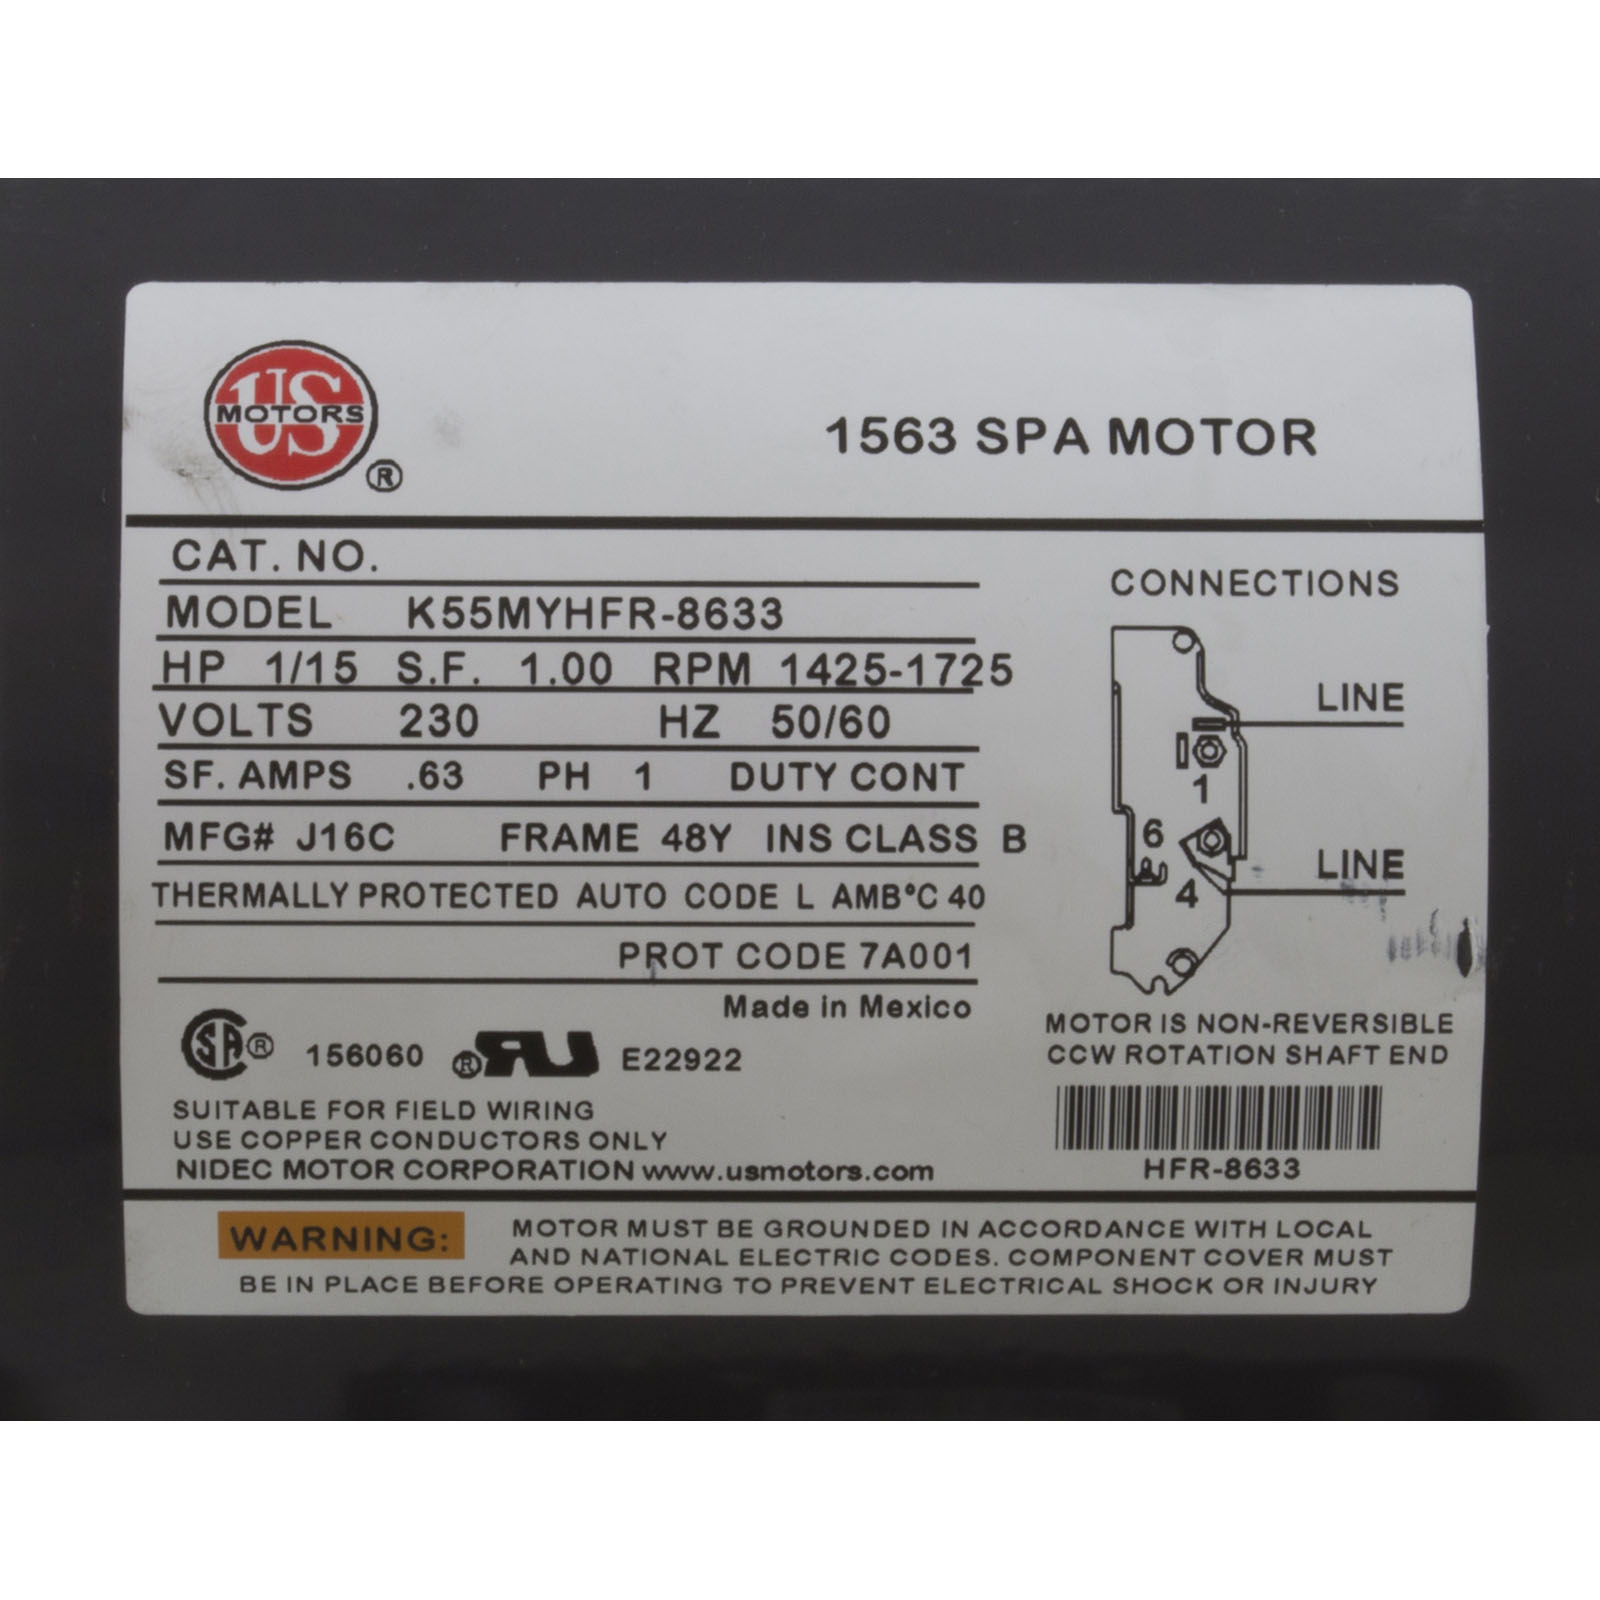 US
MOTORS
®
1563 SPA MOTOR
CAT. NO.
MODEL K55MYHFR-8633
HP 1/15 S.F. 1.00 RPM 1425-1725
VOLTS 230 HZ 50/60
SF. AMPS .63 PH 1 DUTY CONT
MFG# J16C FRAME 48Y INS CLASS B
THERMALLY PROTECTED AUTO CODE L AMB°C 40
PROT CODE 7A001
Made in Mexico
SA ® 156060 ® RU E22922
SUITABLE FOR FIELD WIRING
USE COPPER CONDUCTORS ONLY
NIDEC MOTOR CORPORATION www.usmotors.com
CONNECTIONS
LINE
1
6
LINE
4
MOTOR IS NON-REVERSIBLE
CCW ROTATION SHAFT END
HFR-8633
WARNING: MOTOR MUST BE GROUNDED IN ACCORDANCE WITH LOCAL
AND NATIONAL ELECTRIC CODES. COMPONENT COVER MUST
BE IN PLACE BEFORE OPERATING TO PREVENT ELECTRICAL SHOCK OR INJURY